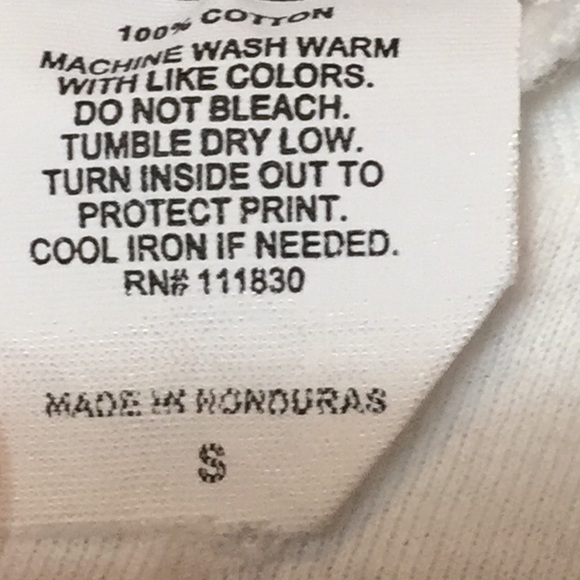 100% COTTON
MACHINE WASH WARM
WITH LIKE COLORS.
DO NOT BLEACH.
TUMBLE DRY LOW.
TURN INSIDE OUT TO
PROTECT PRINT.
COOL IRON IF NEEDED.
RN# 111830
MADE IN HONDURAS
S